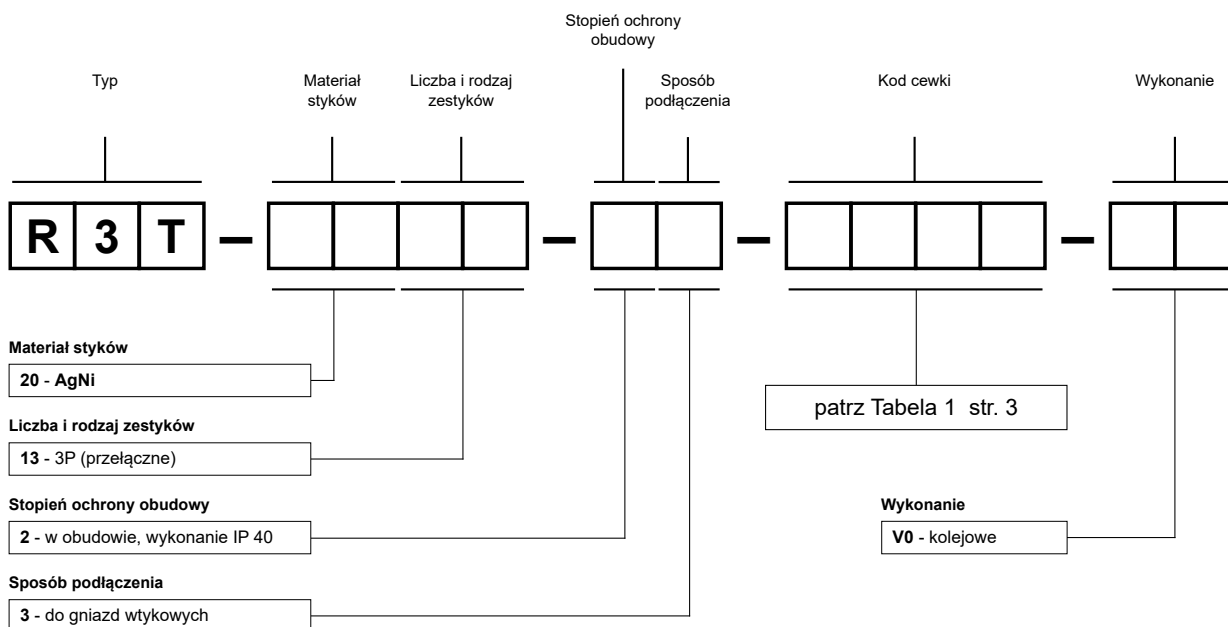 Stopień ochrony
obudowy
Typ
Materiał
styków
Liczba i rodzaj
zestyków
Sposób
podłączenia
Kod cewki
Wykonanie
R 3 T – – – –
Materiał styków
20 - AgNi
patrz Tabela 1 str. 3
Liczba i rodzaj zestyków
13 - 3P (przełączne)
Stopień ochrony obudowy
2 - w obudowie, wykonanie IP 40
Wykonanie
V0 - kolejowe
Sposób podłączenia
3 - do gniazd wtykowych